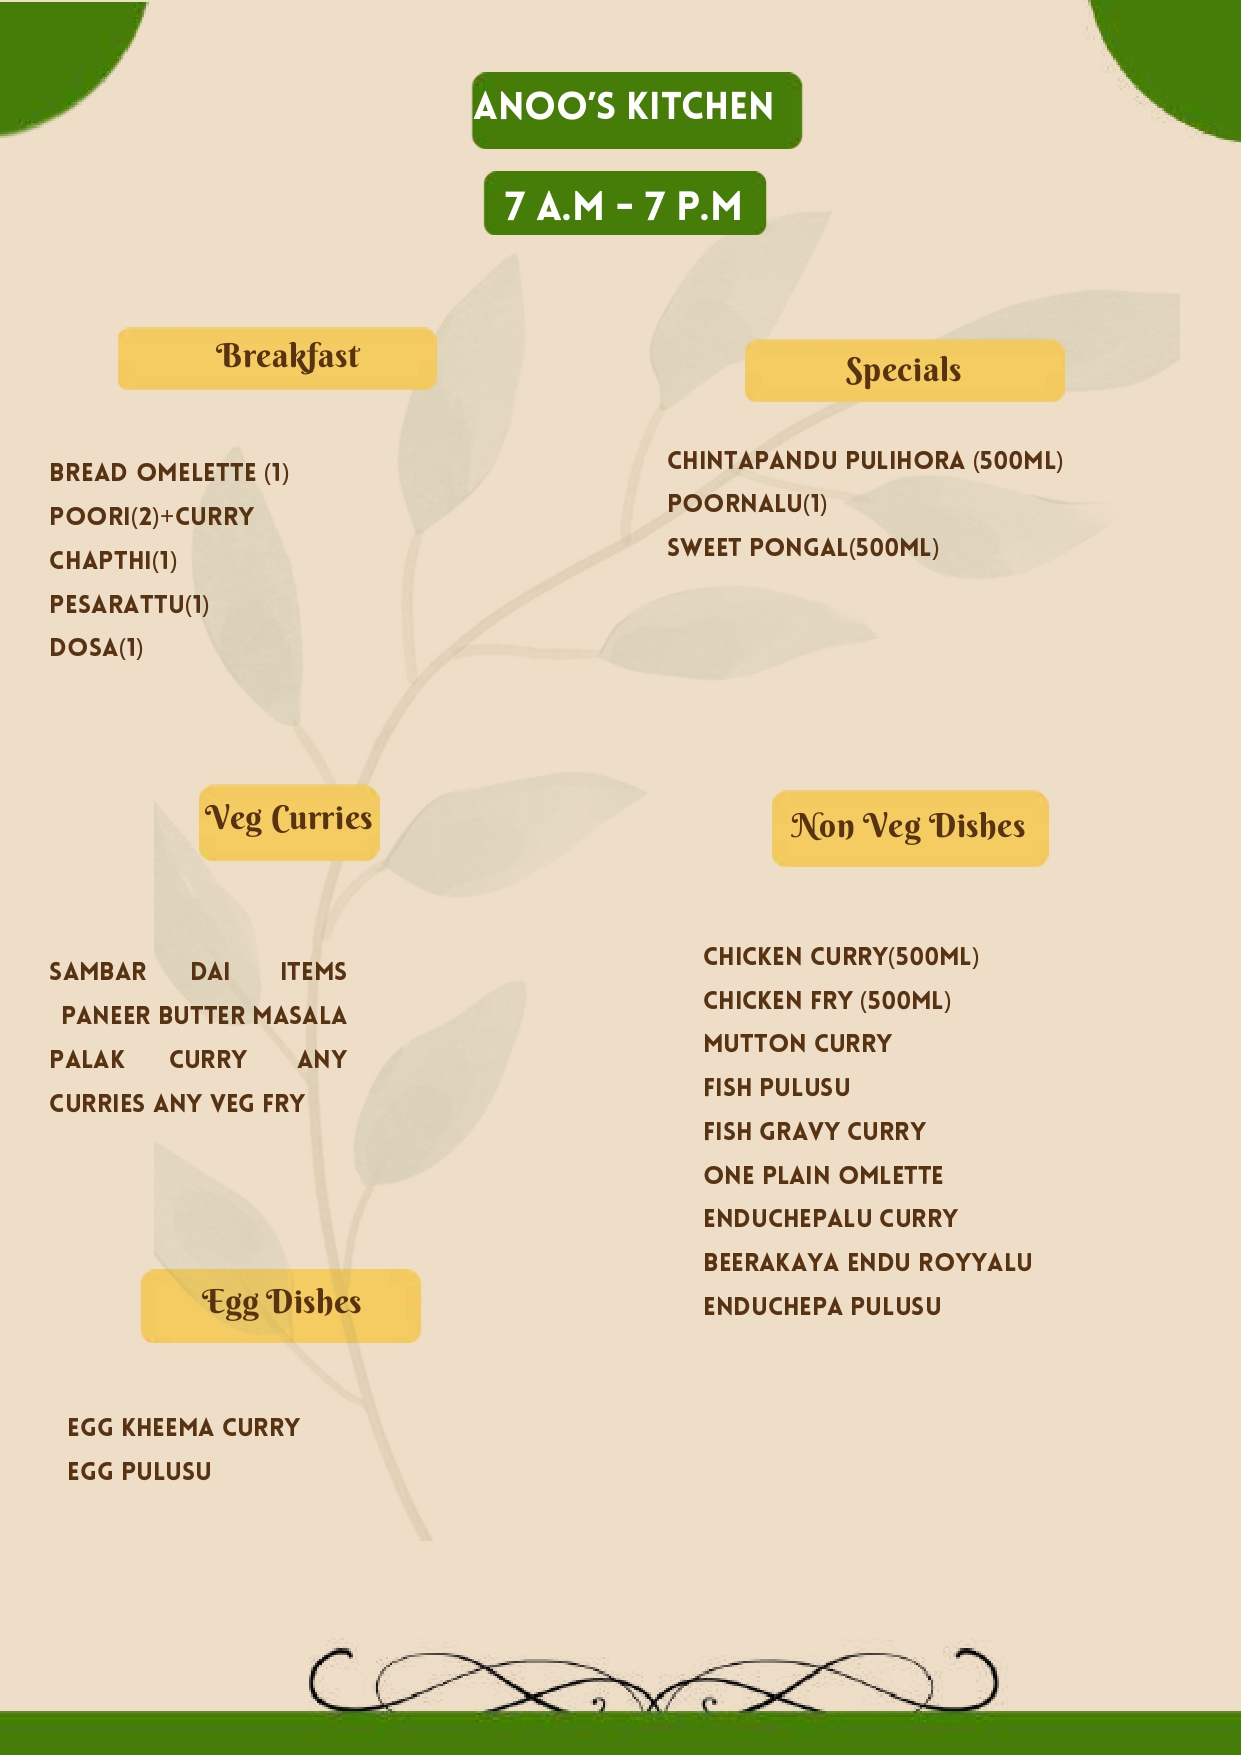 ANOO'S KITCHEN
7 A.M - 7 P.M
Breakfast
BREAD OMELETTE (1)
POORI(2)+CURRY
CHAPTHI(1)
PESARATTU(1)
DOSA(1)
Specials
CHINTAPANDU PULIHORA (500ML)
POORNALU(1)
SWEET PONGAL(500ML)
Veg Curries
SAMBAR DAI ITEMS
PANEER BUTTER MASALA
PALAK CURRY ANY
CURRIES ANY VEG FRY
Non Veg Dishes
CHICKEN CURRY(500ML)
CHICKEN FRY (500ML)
MUTTON CURRY
FISH PULUSU
FISH GRAVY CURRY
ONE PLAIN OMLETTE
ENDUCHEPALU CURRY
BEERAKAYA ENDU ROYYALU
ENDUCHEPA PULUSU
Egg Dishes
EGG KHEEMA CURRY
EGG PULUSU